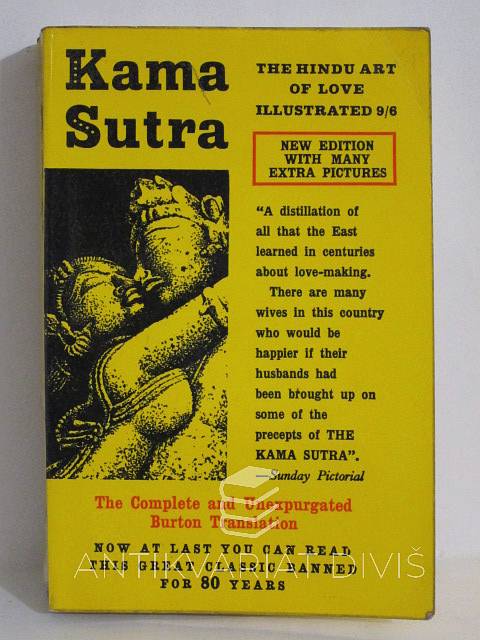 Kama
Sutra
THE HINDU ART
OF LOVE
ILLUSTRATED 9/6
NEW EDITION
WITH MANY
EXTRA PICTURES
"A distillation of
all that the East
learned in centuries
about love-making.
There are many
wives in this country
who would be
happier if their
husbands had
been brought up on
some of the
precepts of THE
KAMA SUTRA".
—Sunday Pictorial
The Complete and Unexpurgated
Burton Translation
NOW AT LAST YOU CAN READ
THIS GREAT CLASSIC BANNED
FOR 80 YEARS
ANTIKVARIAT DIVIŠ